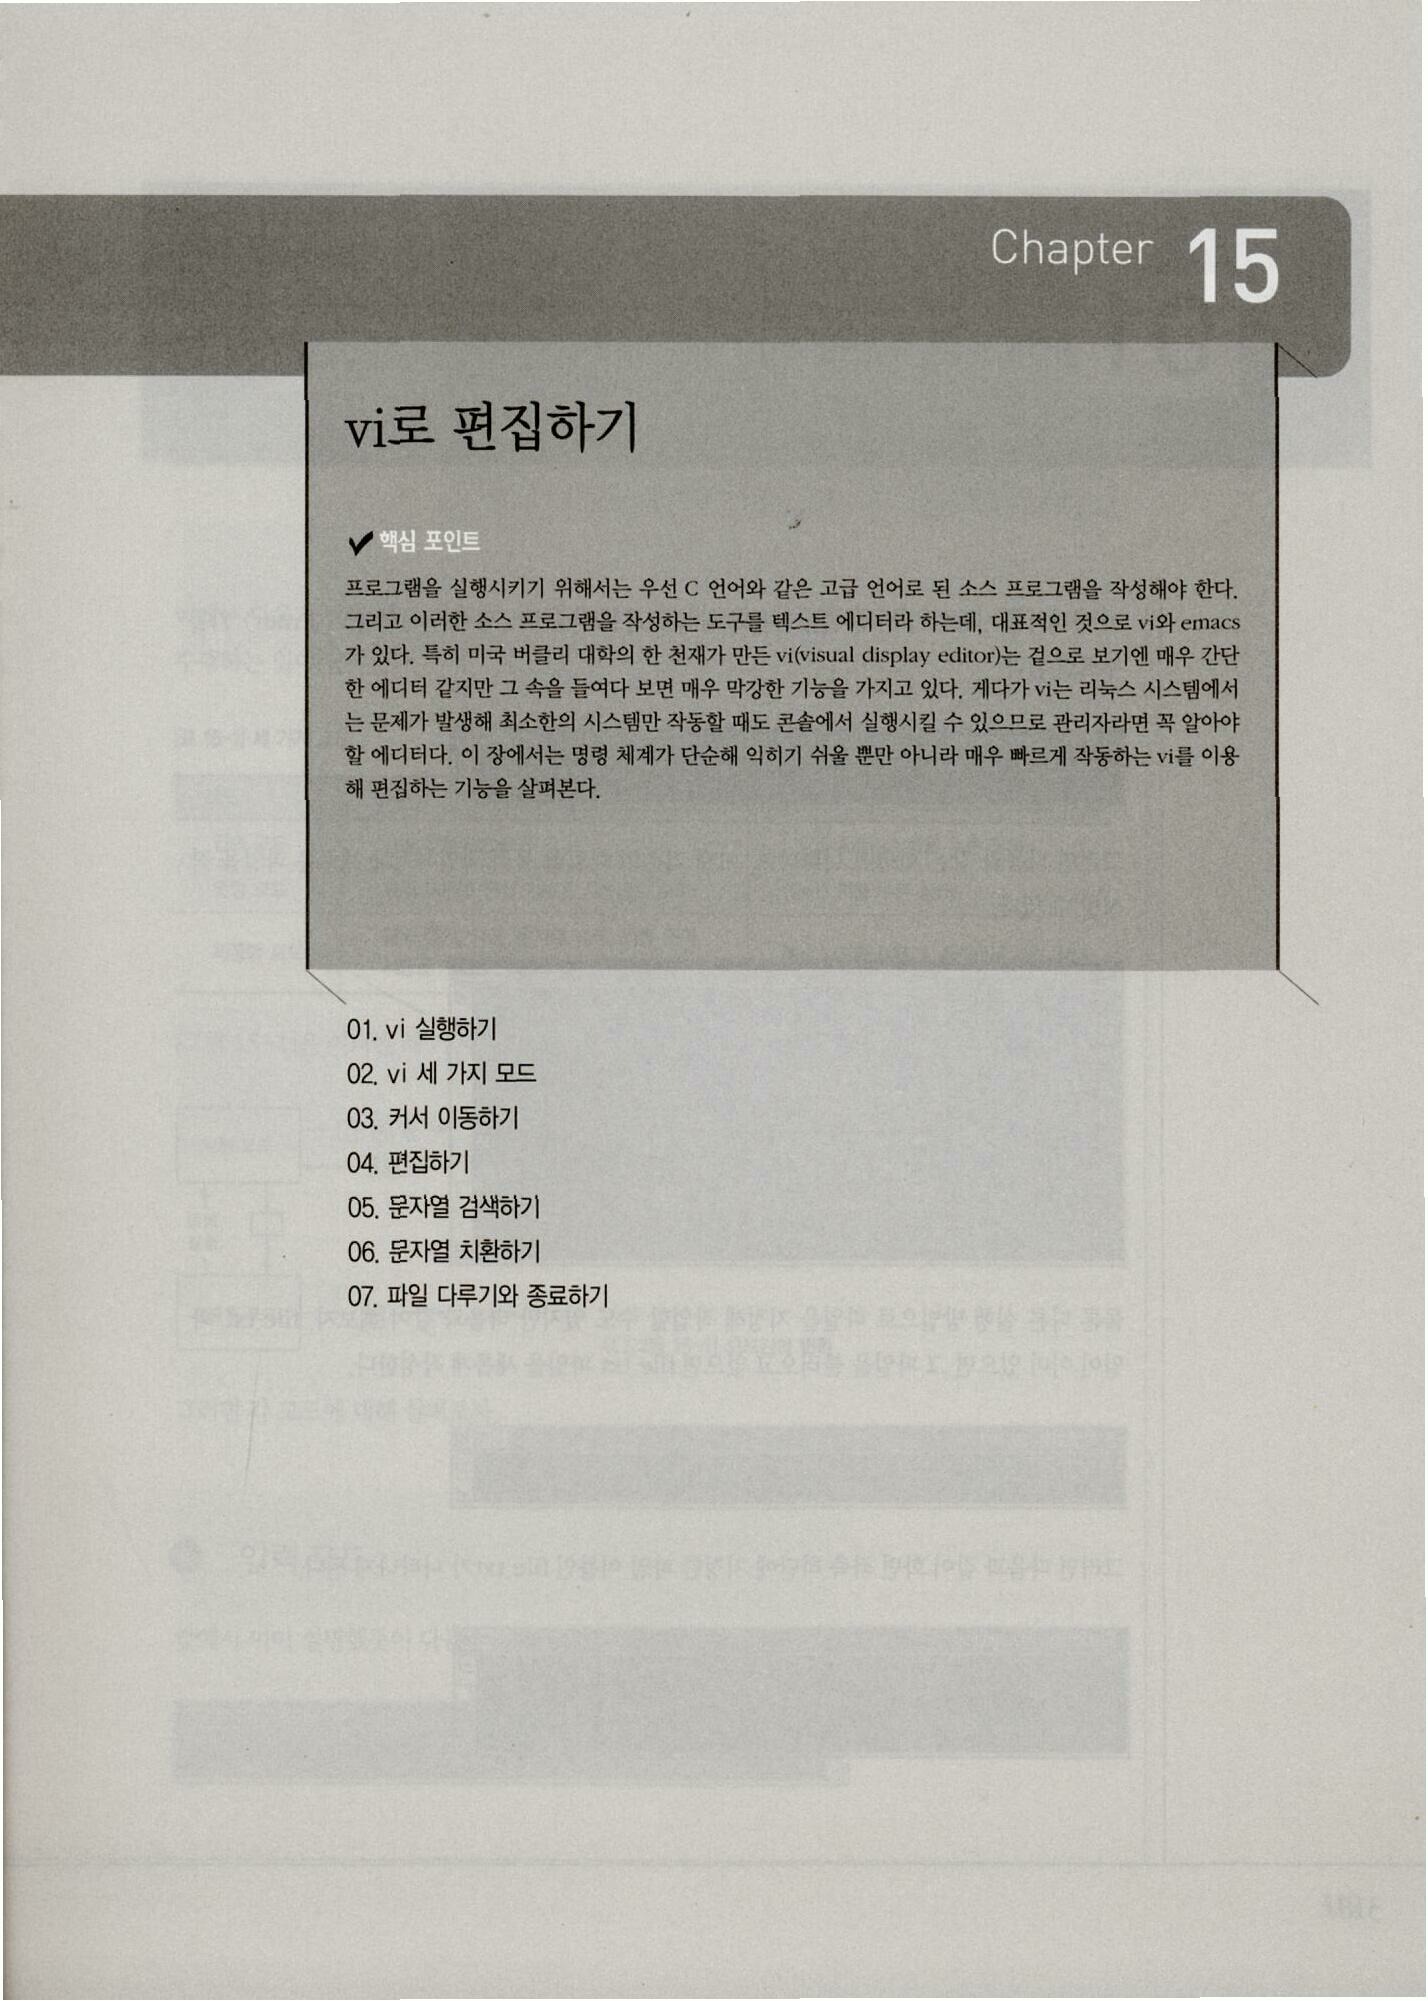 Chapter 15
vi로 편집하기
✔ 핵심 포인트
프로그램을 실행시키기 위해서는 우선 C 언어와 같은 고급 언어로 된 소스 프로그램을 작성해야 한다.
그리고 이러한 소스 프로그램을 작성하는 도구를 텍스트 에디터라 하는데, 대표적인 것으로 vi와 emacs
가 있다. 특히 미국 버클리 대학의 한 천재가 만든 vi(visual display editor)는 겉으로 보기엔 매우 간단
한 에디터 같지만 그 속을 들여다 보면 매우 막강한 기능을 가지고 있다. 게다가 vi는 리눅스 시스템에서
는 문제가 발생해 최소한의 시스템만 작동할 때도 콘솔에서 실행시킬 수 있으므로 관리자라면 꼭 알아야
할 에디터다. 이 장에서는 명령 체계가 단순해 익히기 쉬울 뿐만 아니라 매우 빠르게 작동하는 vi를 이용
해 편집하는 기능을 살펴본다.
01. vi 실행하기
02. vi 세 가지 모드
03. 커서 이동하기
04. 편집하기
05. 문자열 검색하기
06. 문자열 치환하기
07. 파일 다루기와 종료하기